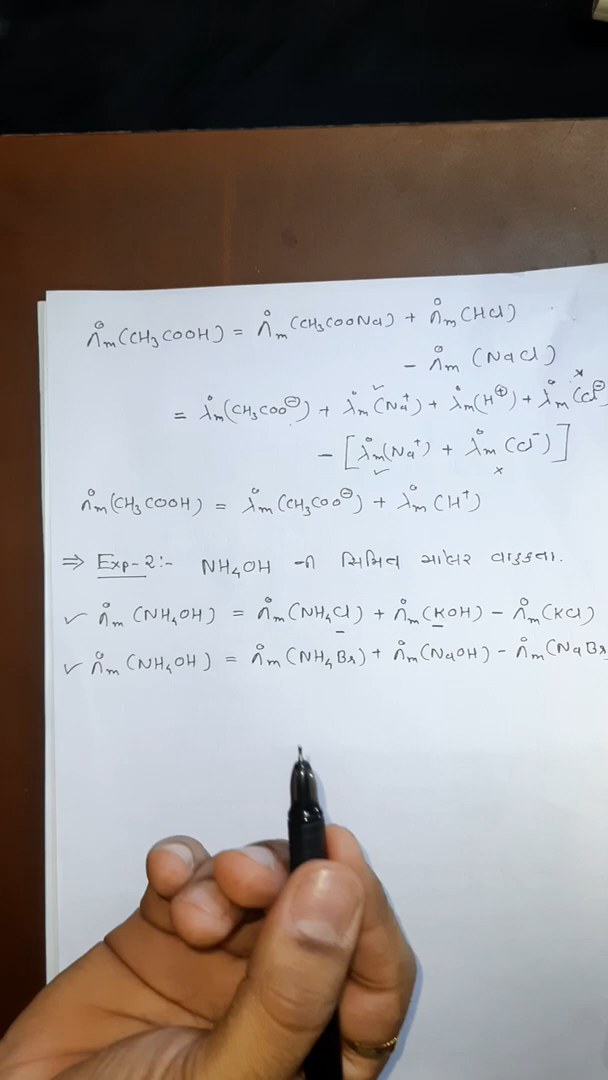 Λ°m(CH₃COOH) = Λ°m(CH₃COONa) + Λ°m(HCl)
- Λ°m (NaCl)
= λ°m(CH₃COO⊖) + λ°m(Na⁺) + λ°m(H⊕) + λ°m(Cl⊖)
- [λ°m(Na⁺) + λ°m(Cl⁻)]
Λ°m(CH₃COOH) = λ°m(CH₃COO⊖) + λ°m(H⁺)
⇒ Exp-2:- NH₄OH ની સિમિત મોલર વાહકતા.
✓ Λ°m (NH₄OH) = Λ°m(NH₄Cl) + Λ°m(KOH) - Λ°m(KCl)
✓ Λ°m (NH₄OH) = Λ°m(NH₄Br) + Λ°m(NaOH) - Λ°m(NaBr